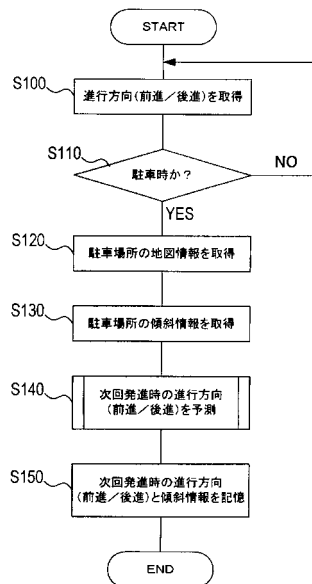 START
S100
進行方向(前進／後進)を取得
S110
駐車時か？
NO
YES
S120
駐車場所の地図情報を取得
S130
駐車場所の傾斜情報を取得
S140
次回発進時の進行方向
(前進／後進)を予測
S150
次回発進時の進行方向
(前進／後進)と傾斜情報を記憶
END